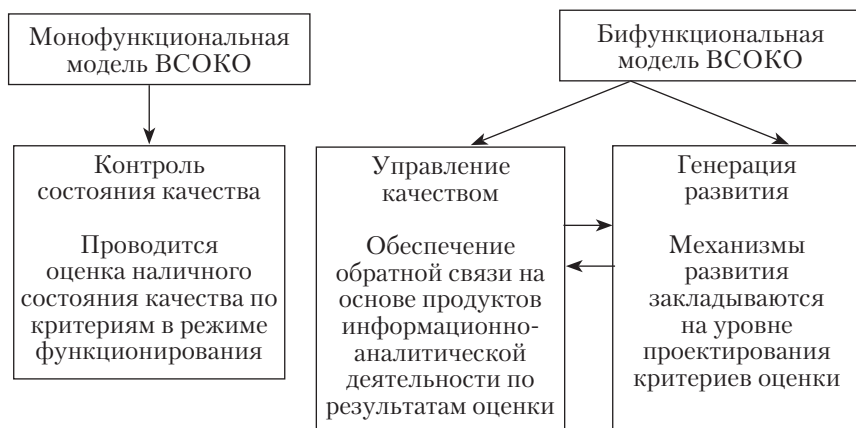 Монофункциональная
модель ВСОКО
Бифункциональная
модель ВСОКО
Контроль
состояния качества
Проводится
оценка наличного
состояния качества по
критериям в режиме
функционирования
Управление
качеством
Обеспечение
обратной связи на
основе продуктов
информационно-
аналитической
деятельности по
результатам оценки
Генерация
развития
Механизмы
развития
закладываются
на уровне
проектирования
критериев оценки